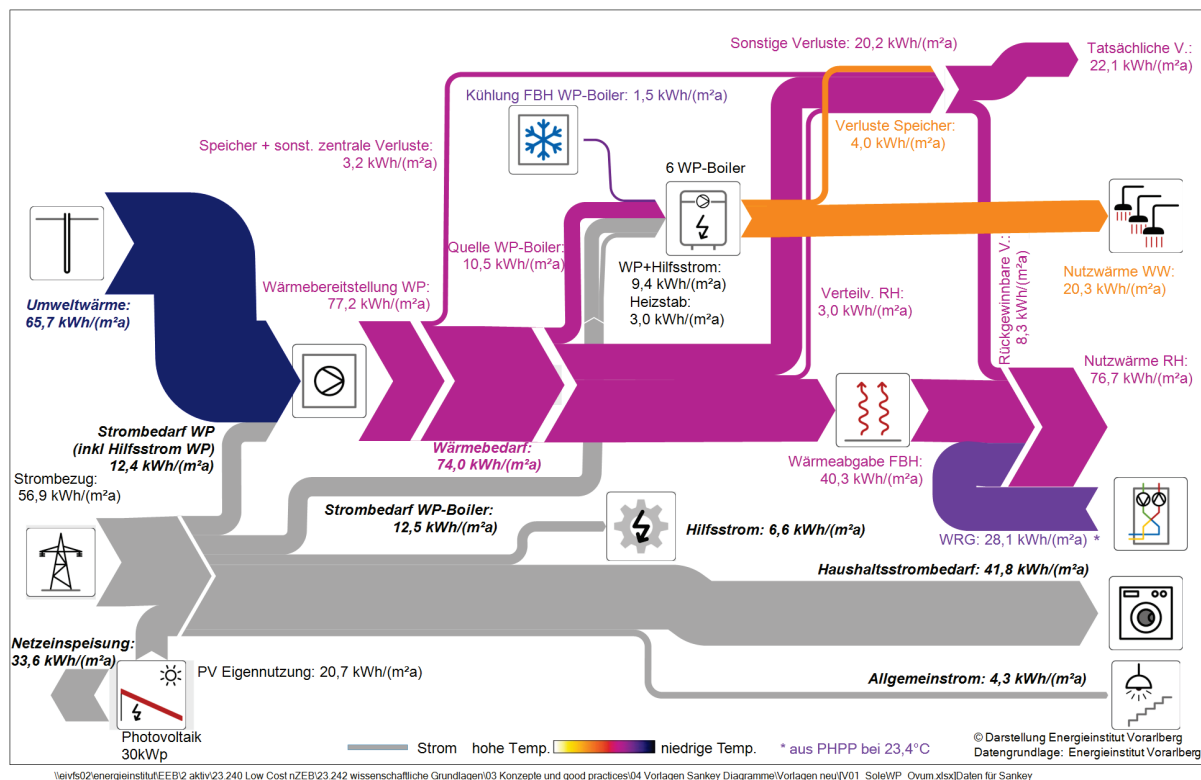 Sonstige Verluste: 20,2 kWh/(m²a)
Tatsächliche V.:
22,1 kWh/(m²a)
Kühlung FBH WP-Boiler: 1,5 kWh/(m²a)
Verluste Speicher:
4,0 kWh/(m²a)
Speicher + sonst. zentrale Verluste:
3,2 kWh/(m²a)
6 WP-Boiler
Quelle WP-Boiler:
10,5 kWh/(m²a)
WP+Hilfsstrom:
9,4 kWh/(m²a)
Heizstab:
3,0 kWh/(m²a)
Nutzwärme WW:
20,3 kWh/(m²a)
Umweltwärme:
65,7 kWh/(m²a)
Wärmebereitstellung WP:
77,2 kWh/(m²a)
Verteilv. RH:
3,0 kWh/(m²a)
Rückgewinnbare V.:
8,3 kWh/(m²a)
Nutzwärme RH:
76,7 kWh/(m²a)
Strombedarf WP
(inkl Hilfsstrom WP)
12,4 kWh/(m²a)
Wärmebedarf:
74,0 kWh/(m²a)
Wärmeabgabe FBH:
40,3 kWh/(m²a)
Strombezug:
56,9 kWh/(m²a)
Strombedarf WP-Boiler:
12,5 kWh/(m²a)
Hilfsstrom: 6,6 kWh/(m²a)
WRG: 28,1 kWh/(m²a) *
Haushaltsstrombedarf: 41,8 kWh/(m²a)
Netzeinspeisung:
33,6 kWh/(m²a)
PV Eigennutzung: 20,7 kWh/(m²a)
Allgemeinstrom: 4,3 kWh/(m²a)
Photovoltaik
30kWp
Strom hohe Temp. niedrige Temp. * aus PHPP bei 23,4°C
© Darstellung Energieinstitut Vorarlberg
Datengrundlage: Energieinstitut Vorarlberg
\\eivfs02\energieinstitut\EEB\2 aktiv\23.240 Low Cost nZEB\23.242 wissenschaftliche Grundlagen\03 Konzepte und good practices\04 Vorlagen Sankey Diagramme\Vorlagen neu\[V01_SoleWP_Ovum.xlsx]Daten für Sankey